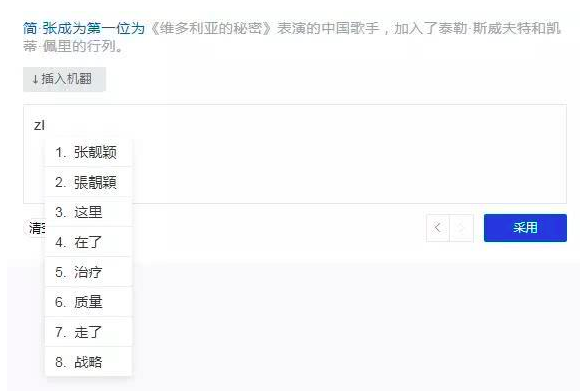 简·张成为第一位为《维多利亚的秘密》表演的中国歌手，加入了泰勒·斯威夫特和凯
蒂·佩里的行列。
↓插入机翻
zl
1. 张靓颖
2. 張靚穎
3. 这里
清
采用
4. 在了
5. 治疗
6. 质量
7. 走了
8. 战略